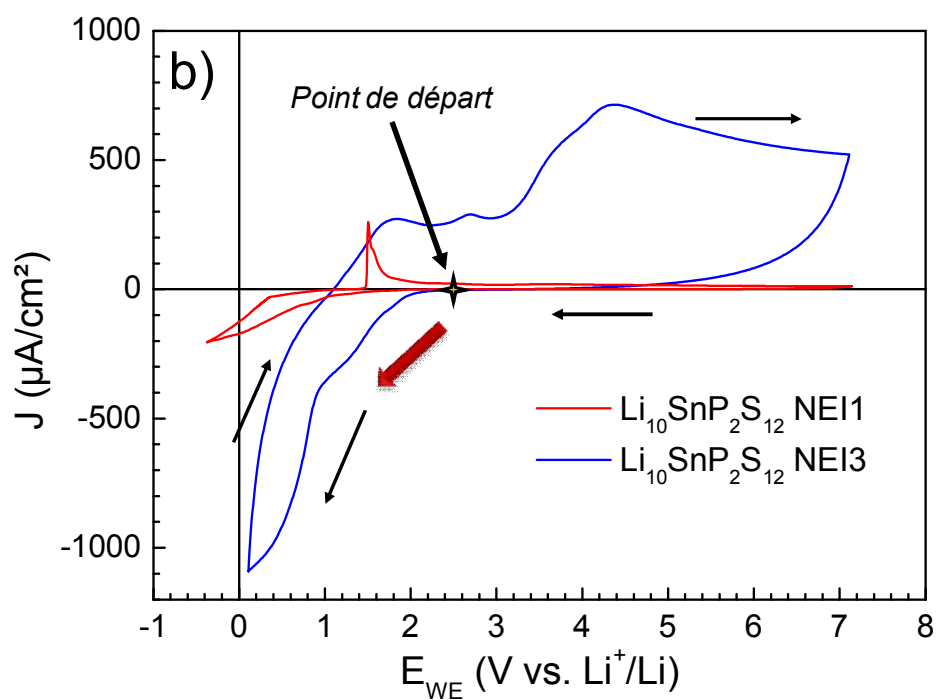 b)
Point de départ
1000
500
0
-500
-1000
J (µA/cm²)
Li₁₀SnP₂S₁₂ NEI1
Li₁₀SnP₂S₁₂ NEI3
-1 0 1 2 3 4 5 6 7 8
E_WE (V vs. Li⁺/Li)